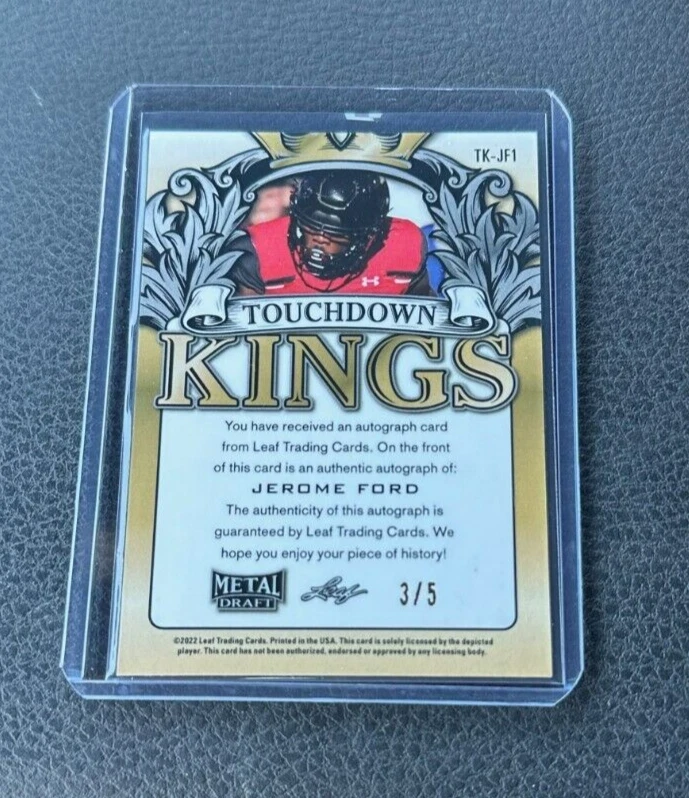 TK-JF1
TOUCHDOWN
KINGS
You have received an autograph card
from Leaf Trading Cards. On the front
of this card is an authentic autograph of:
JEROME FORD
The authenticity of this autograph is
guaranteed by Leaf Trading Cards. We
hope you enjoy your piece of history!
METAL
DRAFT
Leaf
3/5
©2022 Leaf Trading Cards. Printed in the USA. This card is solely licensed by the depicted
player. This card has not been authorized, endorsed or approved by any licensing body.